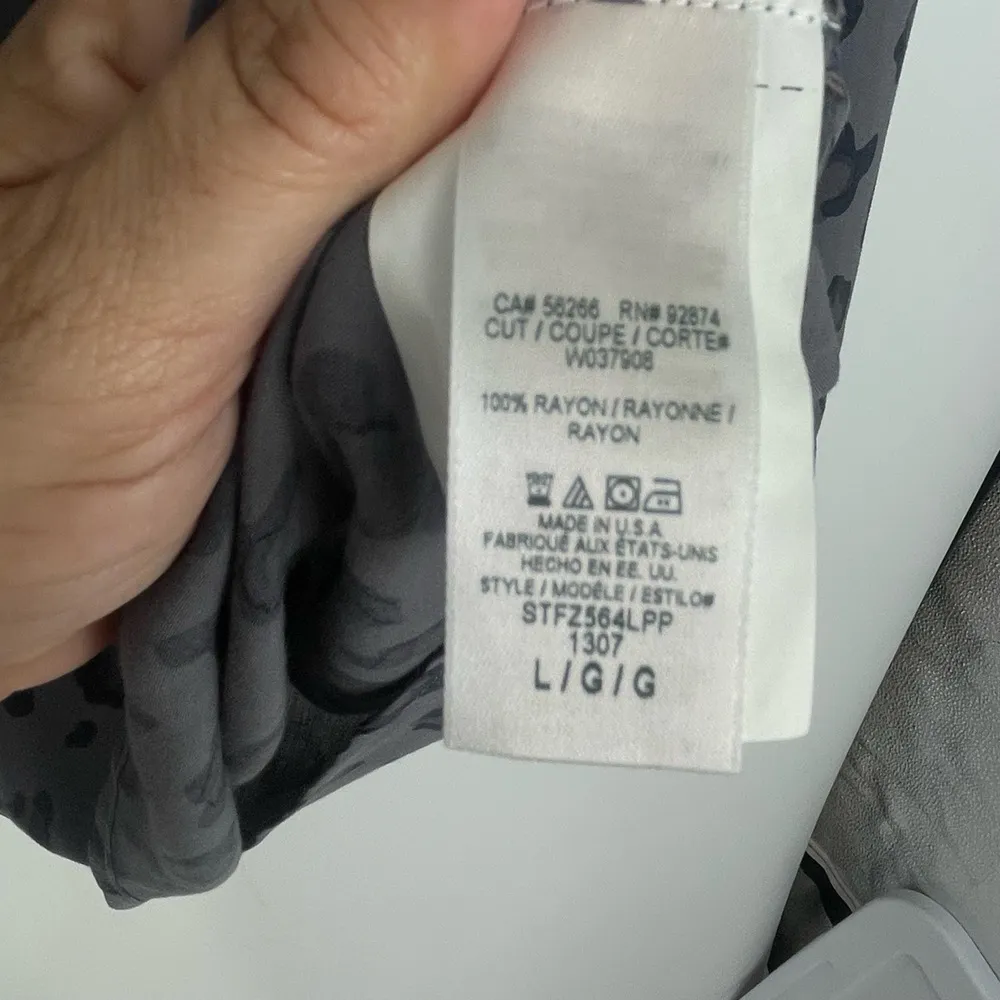 CA# 56266 RN# 92874
CUT / COUPE / CORTE#
W037908
100% RAYON / RAYONNE /
RAYON
MADE IN U.S.A.
FABRIQUÉ AUX ÉTATS-UNIS
HECHO EN EE. UU.
STYLE / MODÈLE / ESTILO#
STFZ564LPP
1307
L / G / G